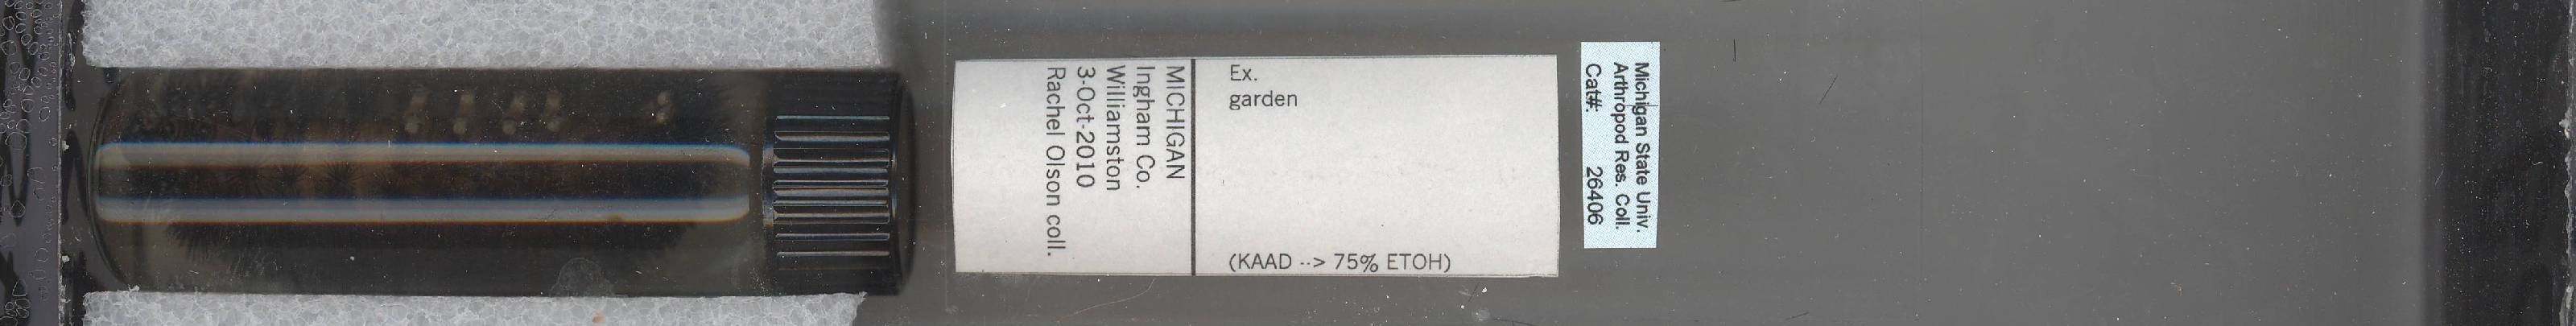 MICHIGAN
Ingham Co.
Williamston
3-Oct-2010
Rachel Olson coll.
Ex.
garden
(KAAD --> 75% ETOH)
Michigan State Univ.
Arthropod Res. Coll.
Cat#: 26406